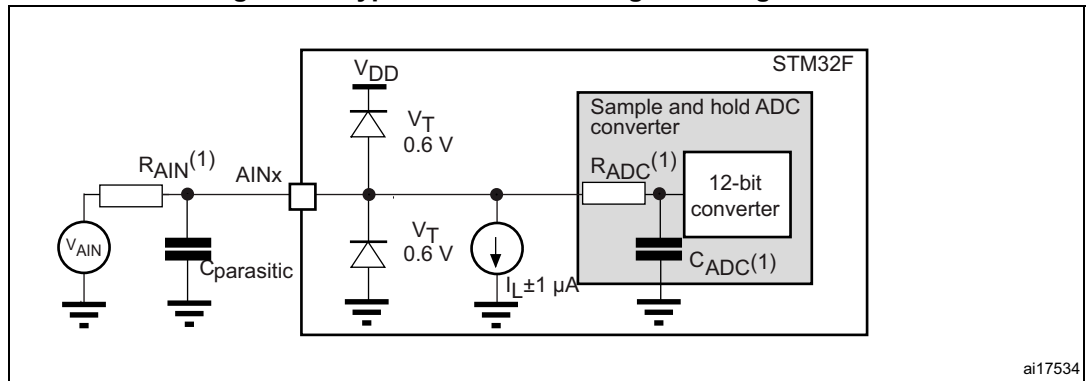 STM32F
VDD
Sample and hold ADC
converter
VT
0.6 V
RAIN(1)
AINx
RADC(1)
12-bit
converter
VAIN
Cparasitic
VT
0.6 V
IL±1 µA
CADC(1)
ai17534